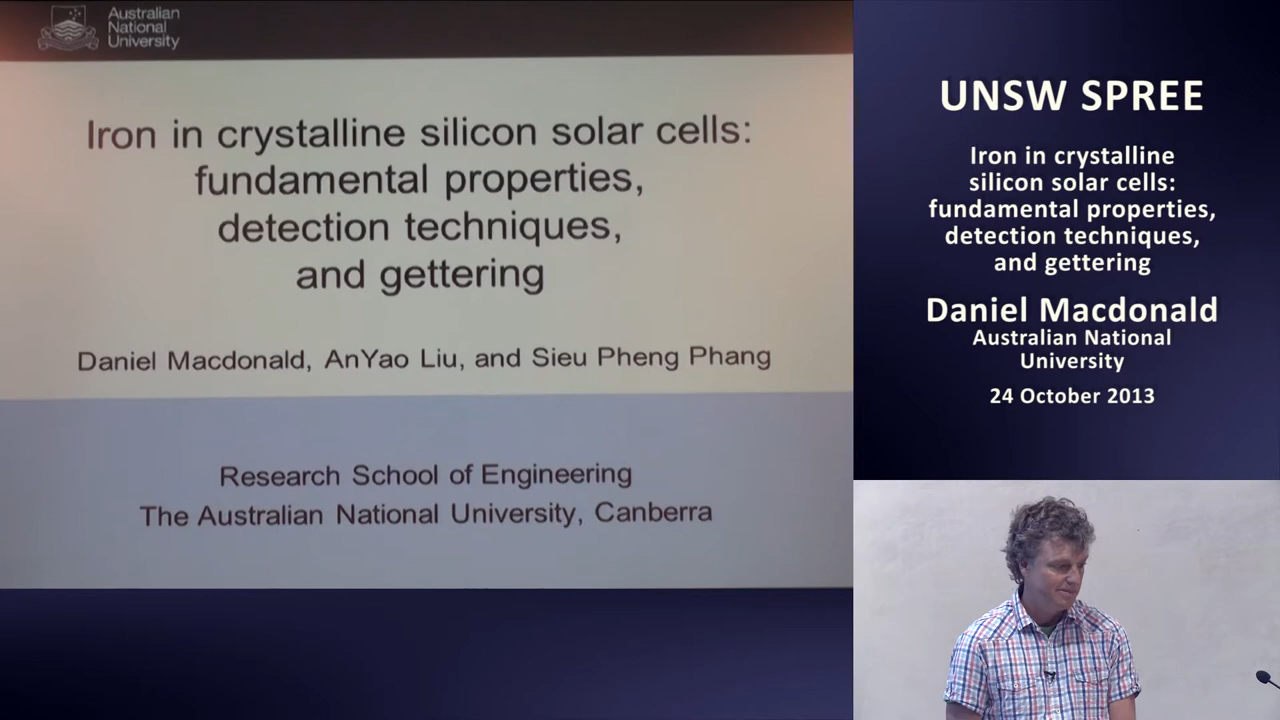 Australian
National
University
Iron in crystalline silicon solar cells:
fundamental properties,
detection techniques,
and gettering
Daniel Macdonald, AnYao Liu, and Sieu Pheng Phang
Research School of Engineering
The Australian National University, Canberra
UNSW SPREE
Iron in crystalline
silicon solar cells:
fundamental properties,
detection techniques,
and gettering
Daniel Macdonald
Australian National
University
24 October 2013